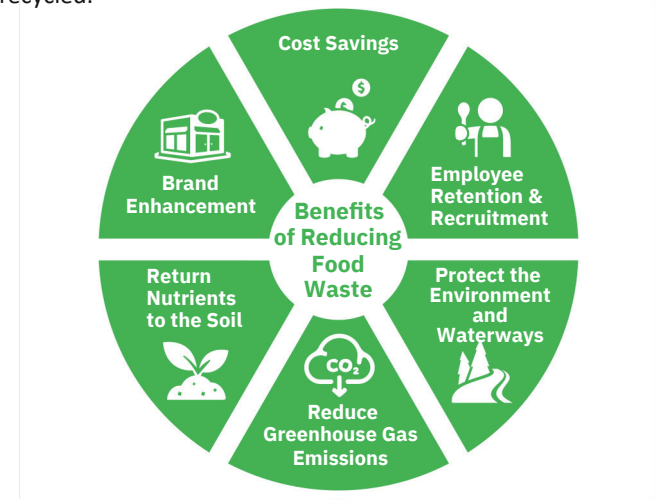 recycled.
Cost Savings
$
$
Employee
Retention &
Recruitment
Protect the
Environment
and
Waterways
CO₂
Reduce
Greenhouse Gas
Emissions
Return
Nutrients
to the Soil
Brand
Enhancement
Benefits
of Reducing
Food
Waste